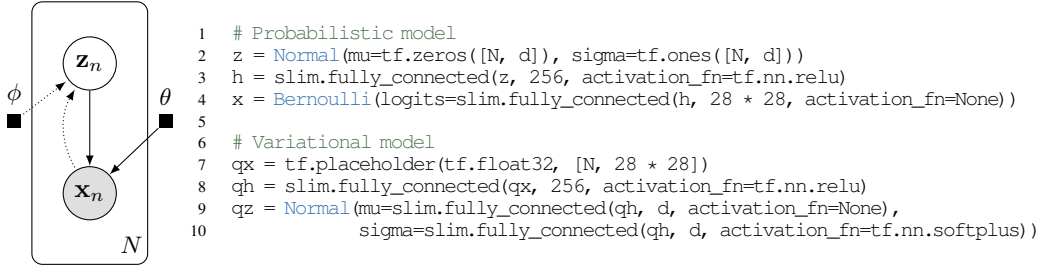 ϕ
z_n
θ
x_n
N
1 # Probabilistic model
2 z = Normal(mu=tf.zeros([N, d]), sigma=tf.ones([N, d]))
3 h = slim.fully_connected(z, 256, activation_fn=tf.nn.relu)
4 x = Bernoulli(logits=slim.fully_connected(h, 28 * 28, activation_fn=None))
5
6 # Variational model
7 qx = tf.placeholder(tf.float32, [N, 28 * 28])
8 qh = slim.fully_connected(qx, 256, activation_fn=tf.nn.relu)
9 qz = Normal(mu=slim.fully_connected(qh, d, activation_fn=None),
10 sigma=slim.fully_connected(qh, d, activation_fn=tf.nn.softplus))